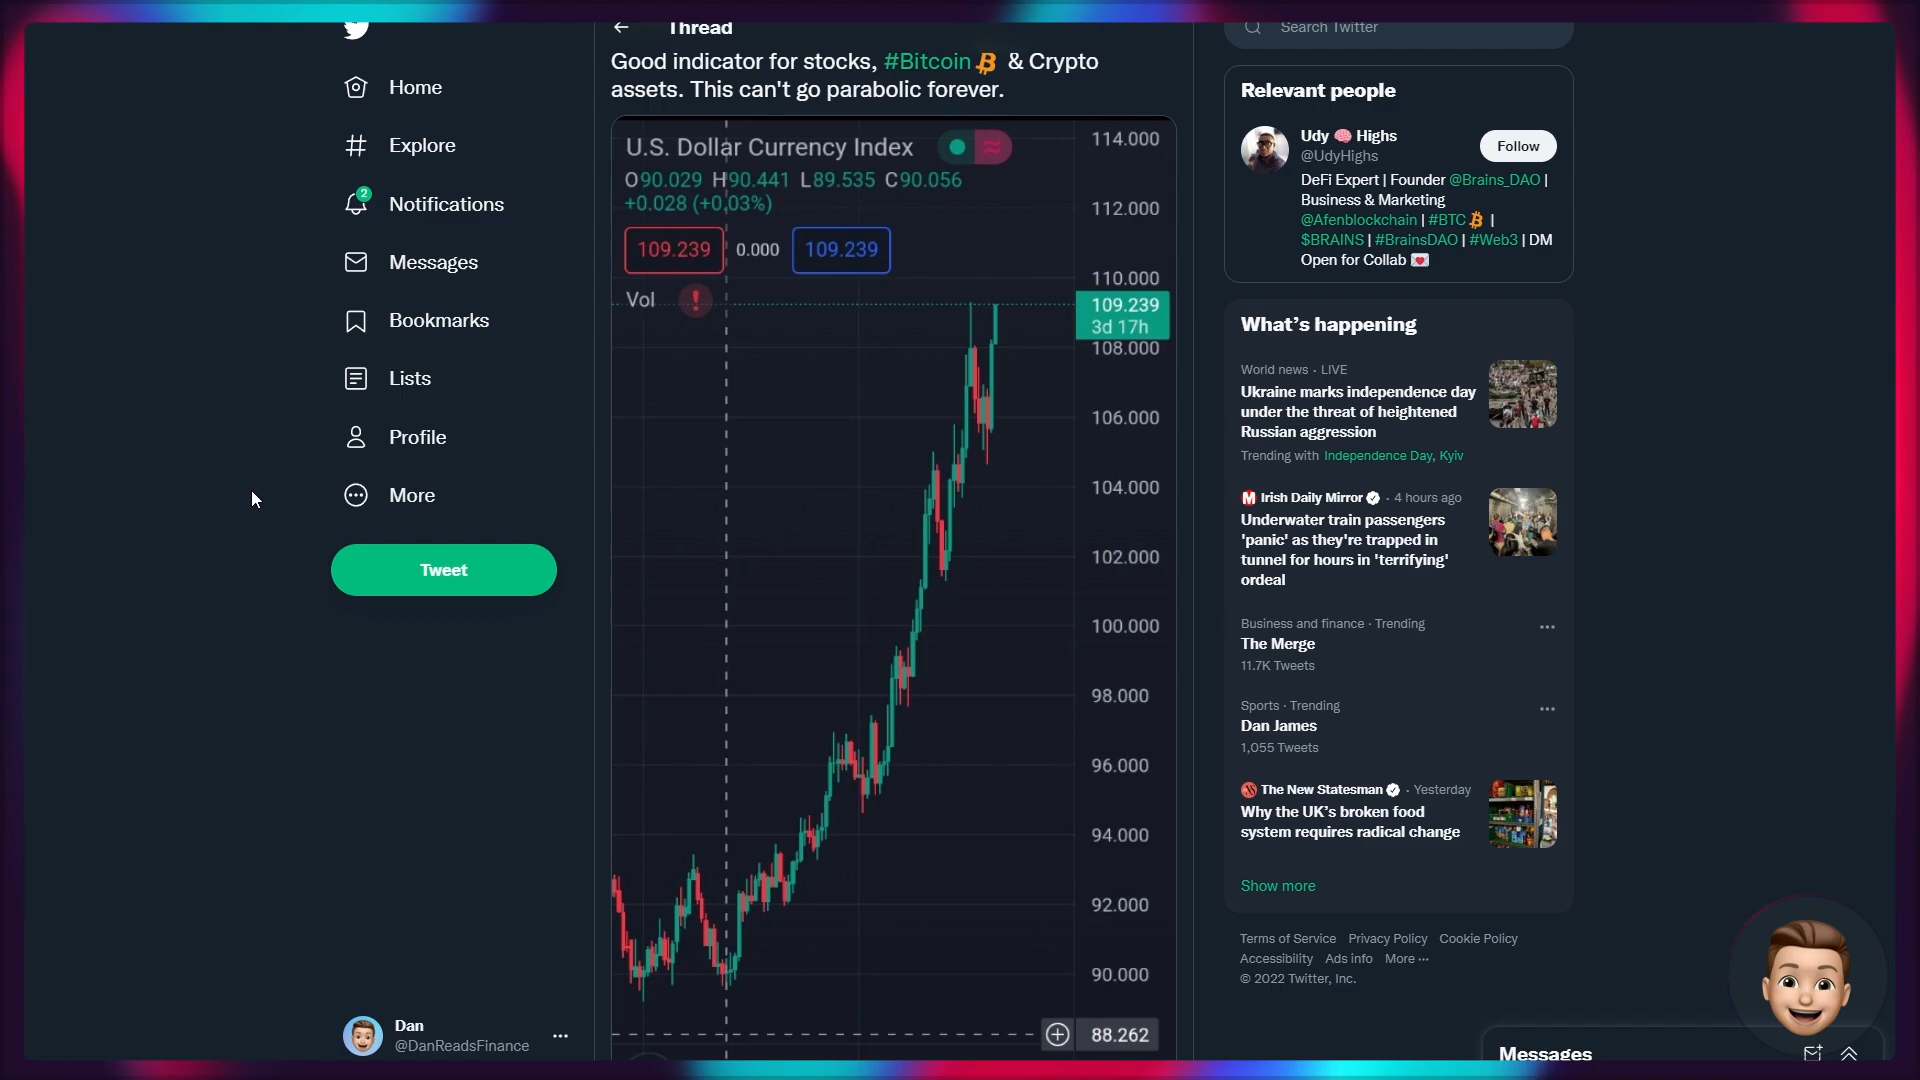 Home
Explore
2
Notifications
Messages
Bookmarks
Lists
Profile
More
Tweet
Dan
@DanReadsFinance
Thread
Good indicator for stocks, #Bitcoin & Crypto
assets. This can't go parabolic forever.
U.S. Dollar Currency Index
O90.029 H90.441 L89.535 C90.056
+0.028 (+0.03%)
109.239 0.000 109.239
Vol
114.000
112.000
110.000
109.239
3d 17h
108.000
106.000
104.000
102.000
100.000
98.000
96.000
94.000
92.000
90.000
88.262
Search Twitter
Relevant people
Udy Highs
@UdyHighs
Follow
DeFi Expert | Founder @Brains_DAO |
Business & Marketing
@Afenblockchain | #BTC |
$BRAINS | #BrainsDAO | #Web3 | DM
Open for Collab
What's happening
World news · LIVE
Ukraine marks independence day
under the threat of heightened
Russian aggression
Trending with Independence Day, Kyiv
Irish Daily Mirror · 4 hours ago
Underwater train passengers
'panic' as they're trapped in
tunnel for hours in 'terrifying'
ordeal
Business and finance · Trending
The Merge
11.7K Tweets
Sports · Trending
Dan James
1,055 Tweets
The New Statesman · Yesterday
Why the UK's broken food
system requires radical change
Show more
Terms of Service Privacy Policy Cookie Policy
Accessibility Ads info More ···
© 2022 Twitter, Inc.
Messages